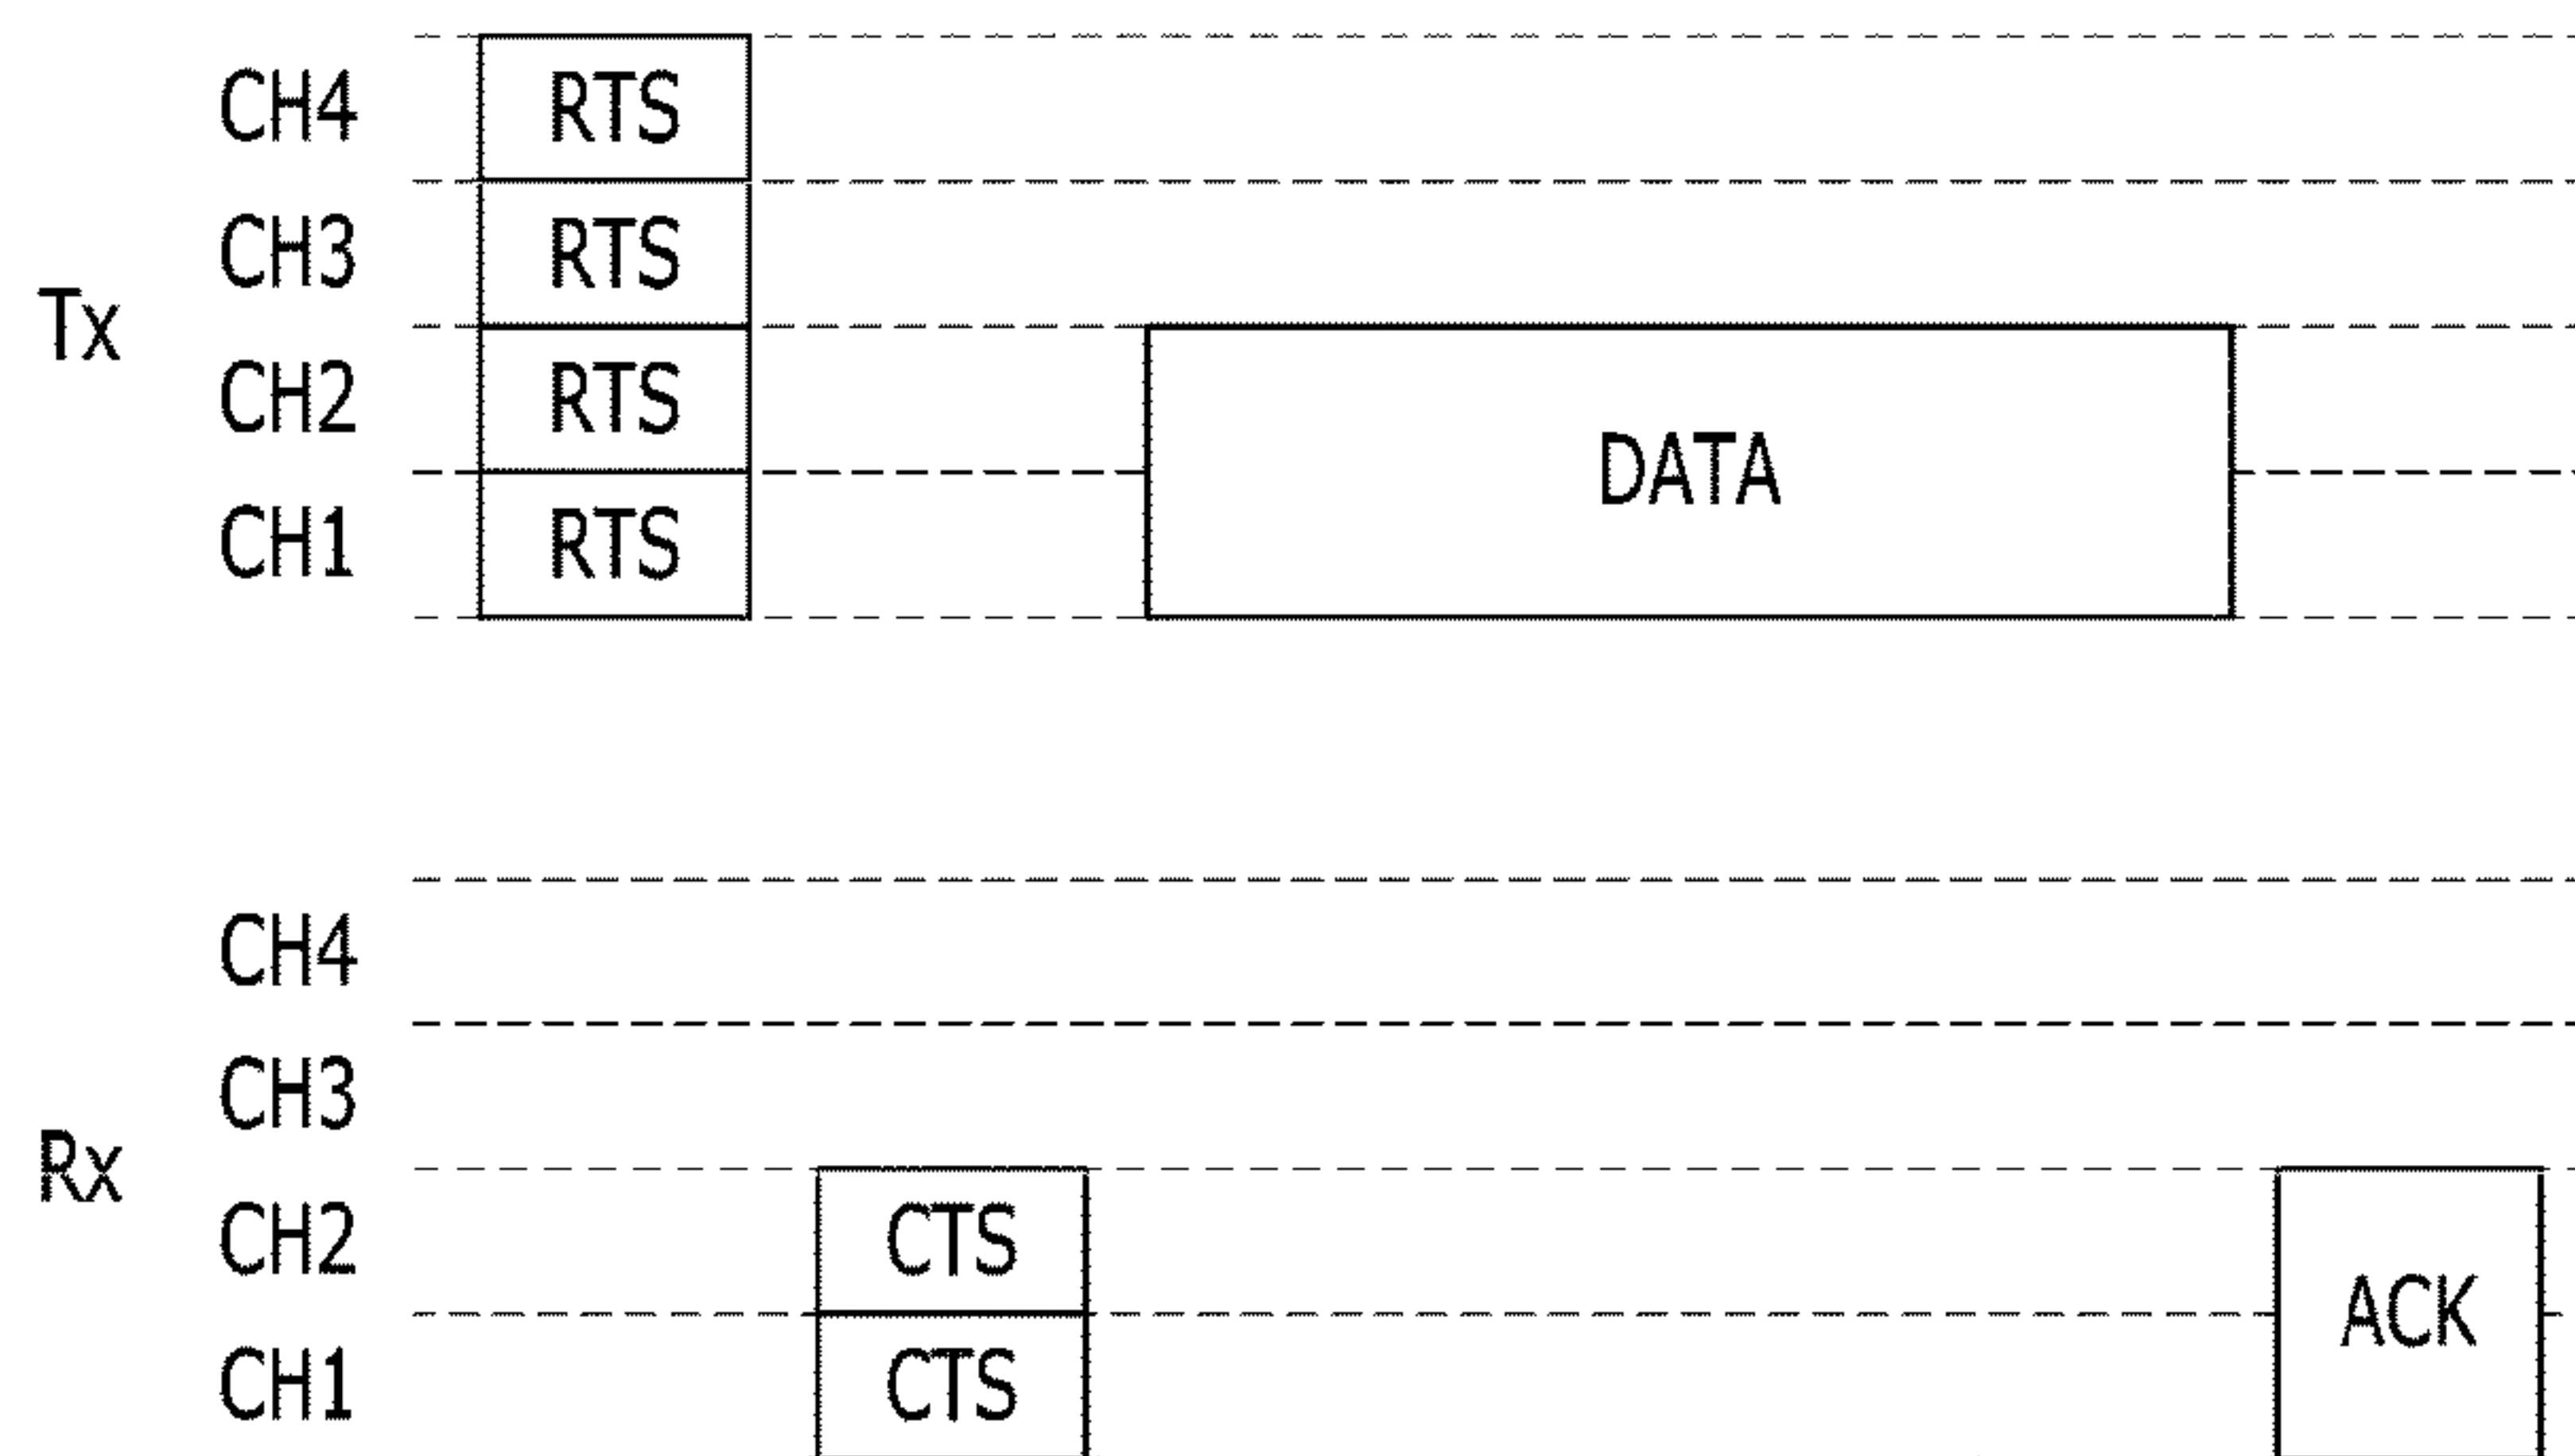 CH4 RTS
CH3 RTS
Tx
CH2 RTS
DATA
CH1 RTS
CH4
CH3
Rx
CH2 CTS
ACK
CH1 CTS